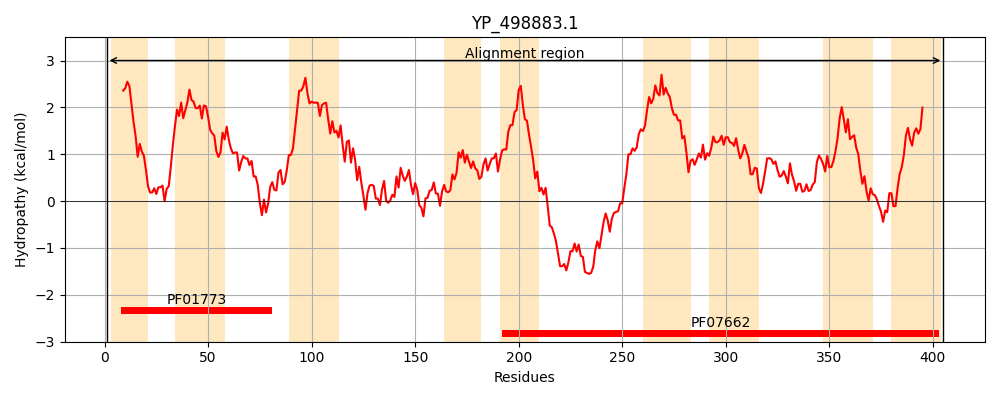 YP_498883.1
Alignment region
Hydropathy (kcal/mol)
3
2
1
0
−1
−2
−3
PF01773
PF07662
0 50 100 150 200 250 300 350 400
Residues